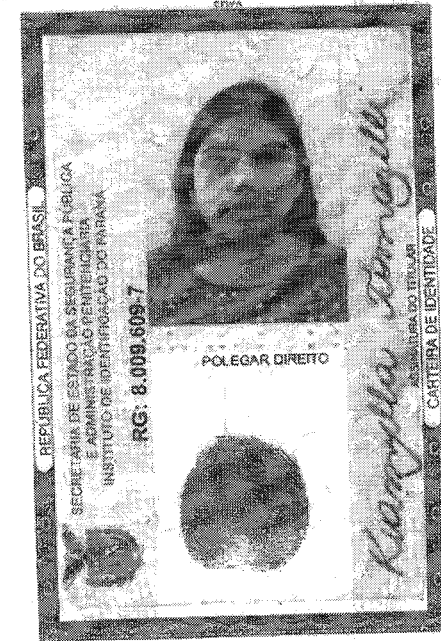 REPÚBLICA FEDERATIVA DO BRASIL
SECRETARIA DE ESTADO DA SEGURANÇA PÚBLICA
E ADMINISTRAÇÃO PENITENCIÁRIA
INSTITUTO DE IDENTIFICAÇÃO DO PARANÁ
RG: 8.009.609-7
POLEGAR DIREITO
ASSINATURA DO TITULAR
CARTEIRA DE IDENTIDADE